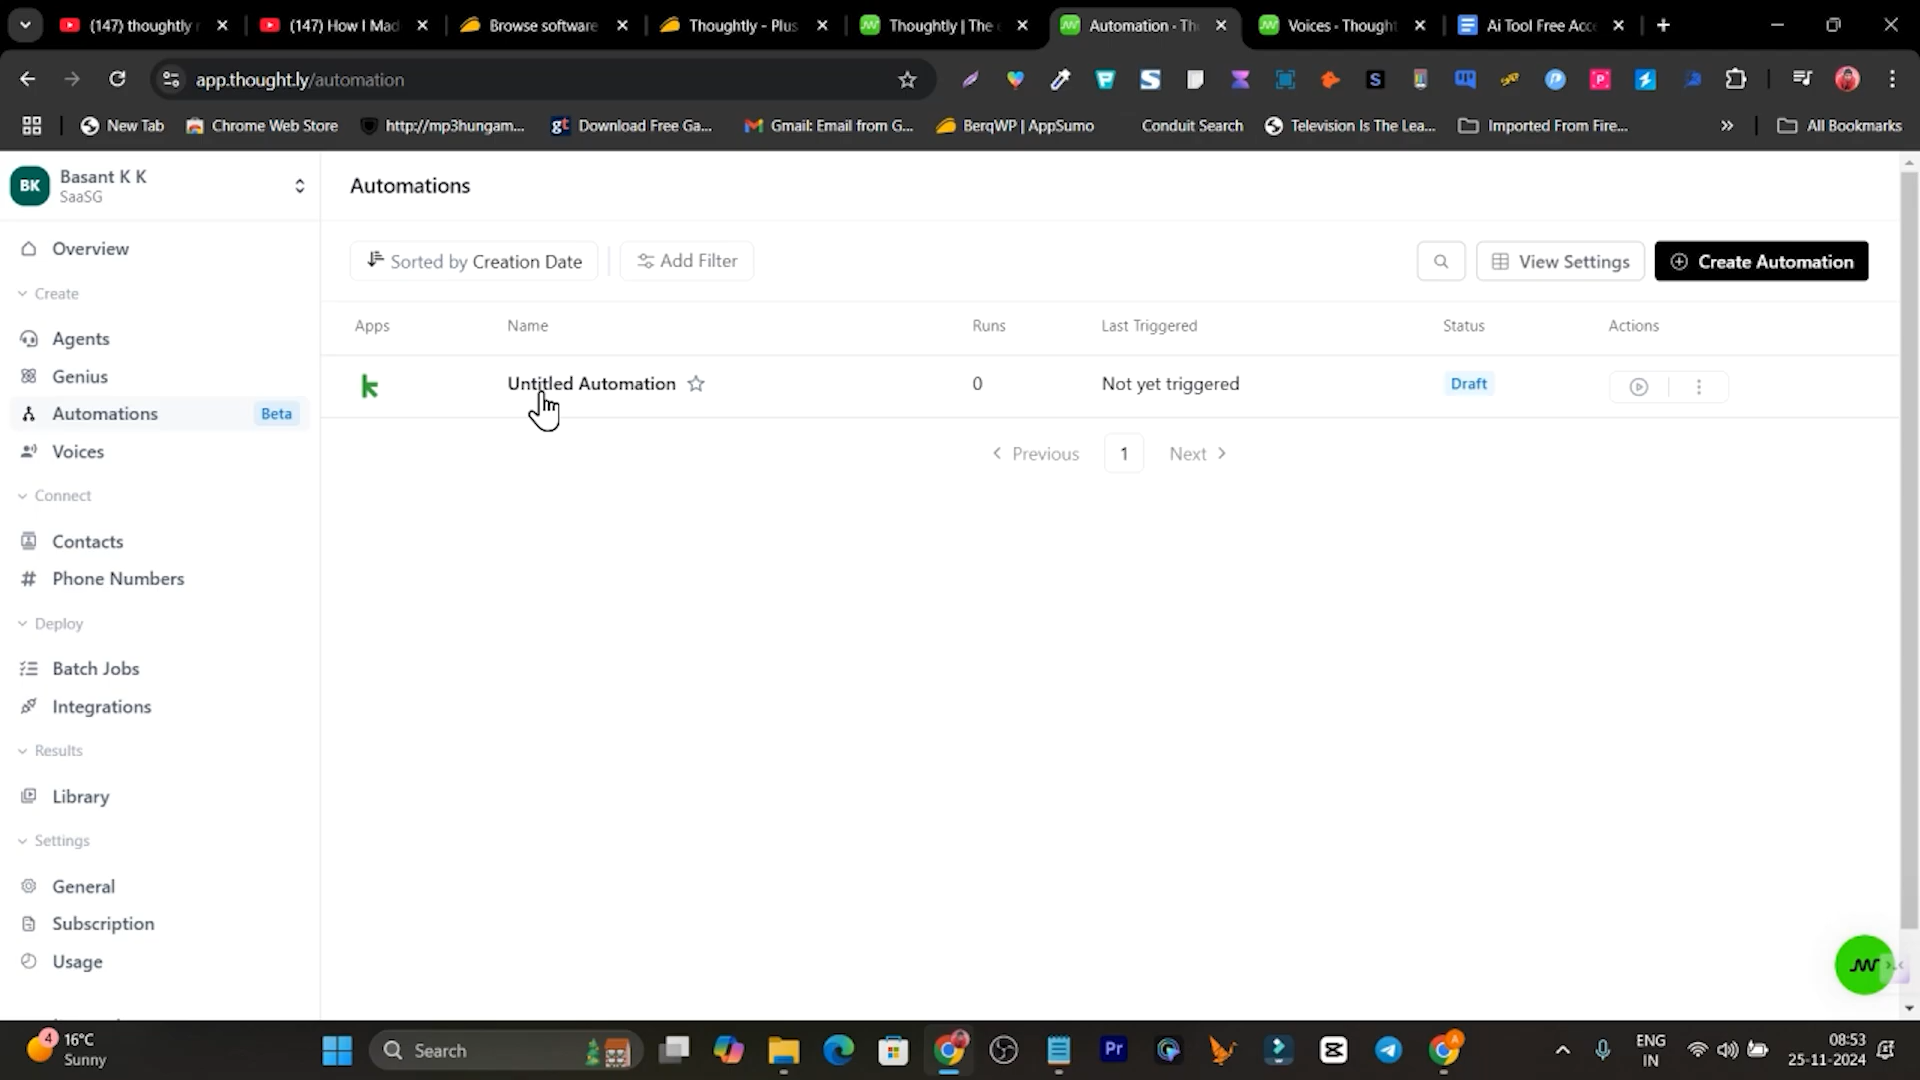 (147) thoughtly r
(147) How I Mad
Browse software
Thoughtly - Plus
Thoughtly | The c
Automation - Th
Voices - Thought
Ai Tool Free Acc
app.thought.ly/automation
New Tab
Chrome Web Store
http://mp3hungam...
Download Free Ga...
Gmail: Email from G...
BerqWP | AppSumo
Conduit Search
Television Is The Lea...
Imported From Fire...
All Bookmarks
BK
Basant K K
SaaSG
Automations
Overview
Create
Agents
Genius
Automations
Beta
Voices
Connect
Contacts
Phone Numbers
Deploy
Batch Jobs
Integrations
Results
Library
Settings
General
Subscription
Usage
Sorted by Creation Date
Add Filter
View Settings
Create Automation
Apps
Name
Runs
Last Triggered
Status
Actions
Untitled Automation
0
Not yet triggered
Draft
Previous
1
Next
4
16°C
Sunny
Search
Pr
ENG
IN
08:53
25-11-2024